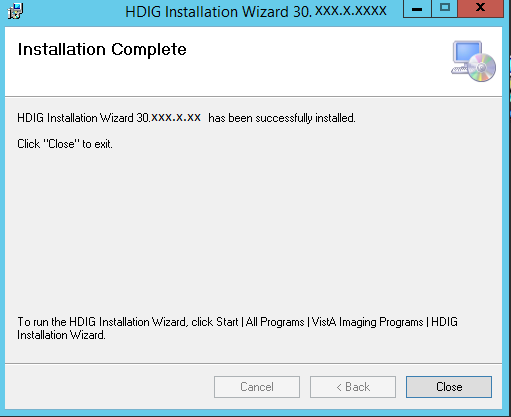 HDIG Installation Wizard 30. XXX.X.XXXX
Installation Complete
HDIG Installation Wizard 30.XXX.X.XX has been successfully installed.
Click "Close" to exit.
To run the HDIG Installation Wizard, click Start | All Programs | VistA Imaging Programs | HDIG
Installation Wizard.
Cancel
< Back
Close